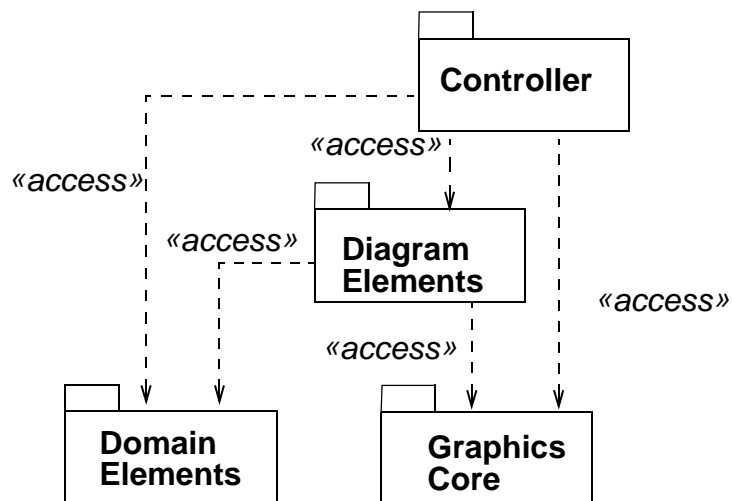 Controller
«access»
«access»
«access»
Diagram
Elements
«access»
«access»
Domain
Elements
Graphics
Core